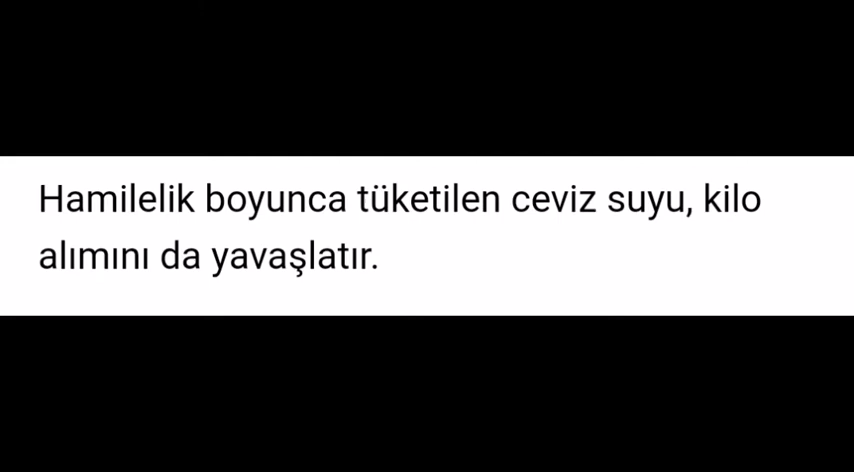 Hamilelik boyunca tüketilen ceviz suyu, kilo
alımını da yavaşlatır.